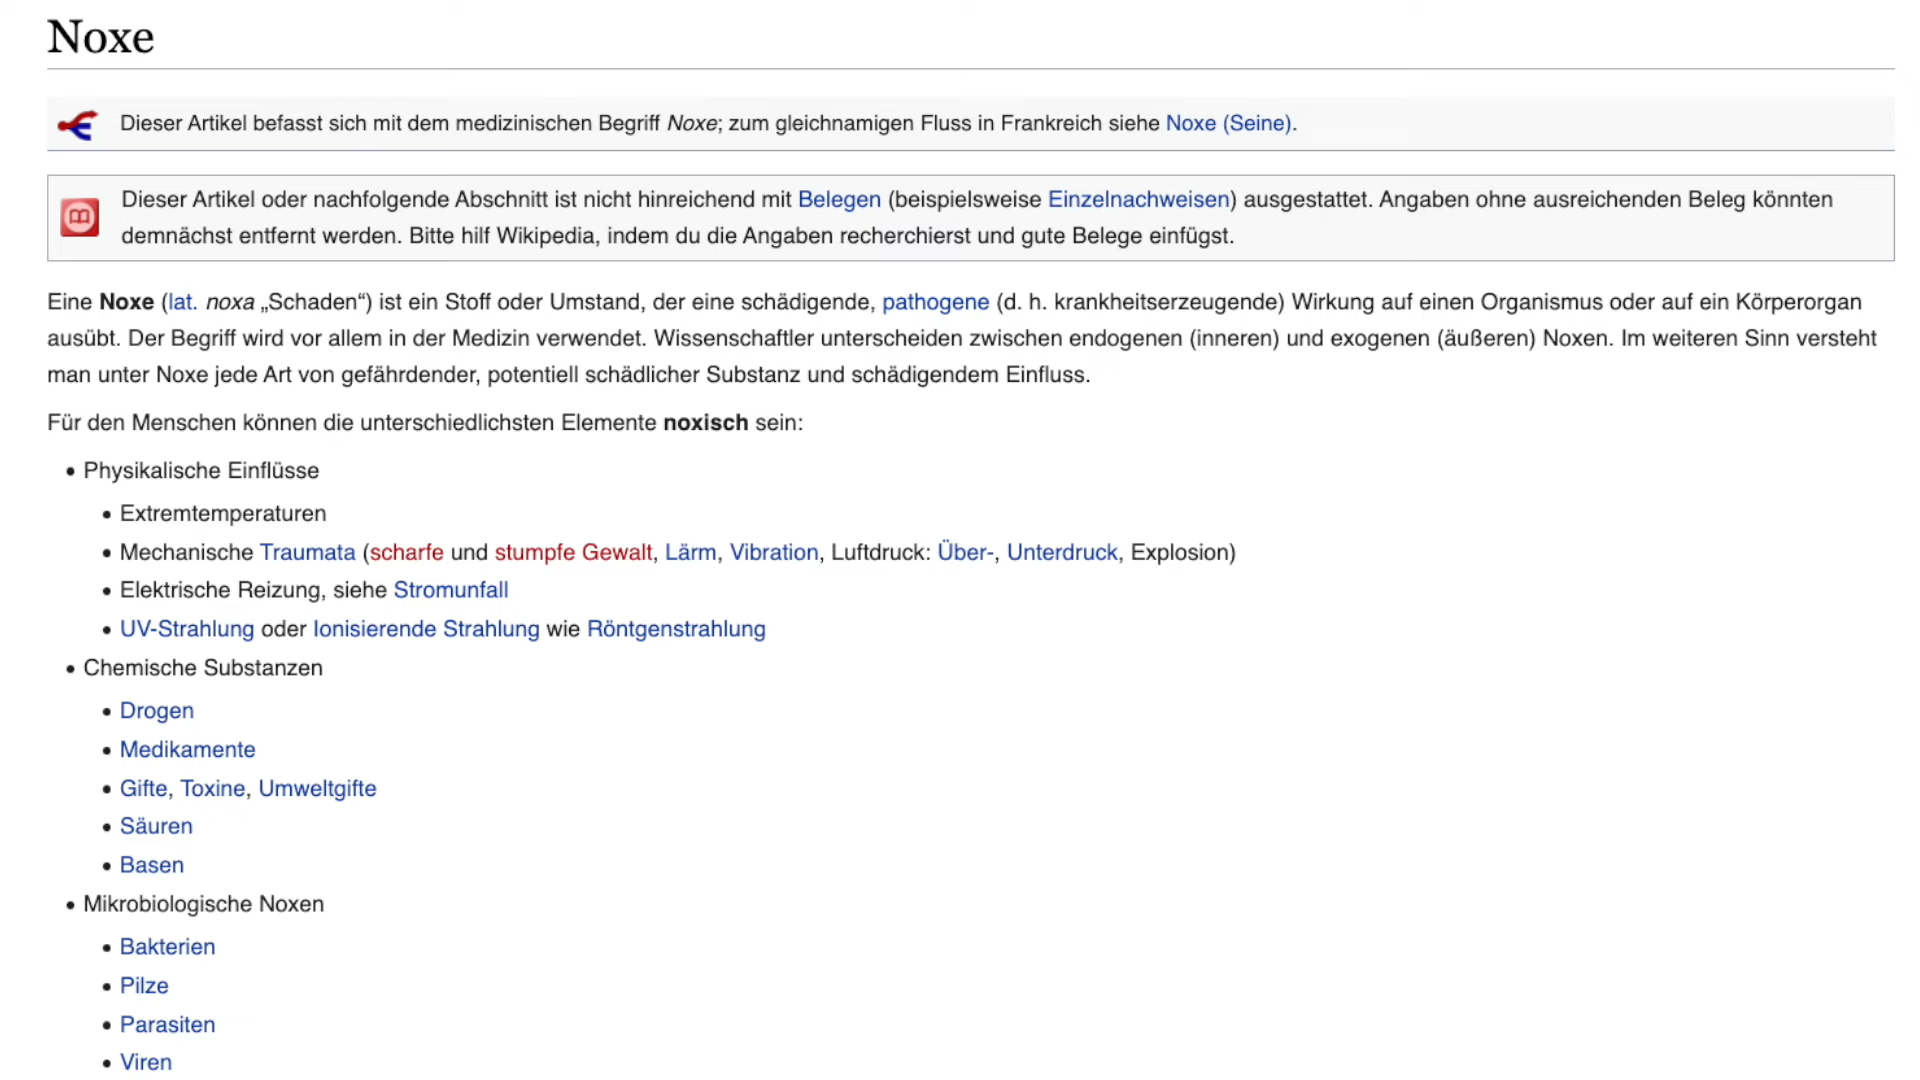 Noxe
Dieser Artikel befasst sich mit dem medizinischen Begriff Noxe; zum gleichnamigen Fluss in Frankreich siehe Noxe (Seine).
Dieser Artikel oder nachfolgende Abschnitt ist nicht hinreichend mit Belegen (beispielsweise Einzelnachweisen) ausgestattet. Angaben ohne ausreichenden Beleg könnten
demnächst entfernt werden. Bitte hilf Wikipedia, indem du die Angaben recherchierst und gute Belege einfügst.
Eine Noxe (lat. noxa „Schaden“) ist ein Stoff oder Umstand, der eine schädigende, pathogene (d. h. krankheitserzeugende) Wirkung auf einen Organismus oder auf ein Körperorgan
ausübt. Der Begriff wird vor allem in der Medizin verwendet. Wissenschaftler unterscheiden zwischen endogenen (inneren) und exogenen (äußeren) Noxen. Im weiteren Sinn versteht
man unter Noxe jede Art von gefährdender, potentiell schädlicher Substanz und schädigendem Einfluss.
Für den Menschen können die unterschiedlichsten Elemente noxisch sein:
• Physikalische Einflüsse
• Extremtemperaturen
• Mechanische Traumata (scharfe und stumpfe Gewalt, Lärm, Vibration, Luftdruck: Über-, Unterdruck, Explosion)
• Elektrische Reizung, siehe Stromunfall
• UV-Strahlung oder Ionisierende Strahlung wie Röntgenstrahlung
• Chemische Substanzen
• Drogen
• Medikamente
• Gifte, Toxine, Umweltgifte
• Säuren
• Basen
• Mikrobiologische Noxen
• Bakterien
• Pilze
• Parasiten
• Viren